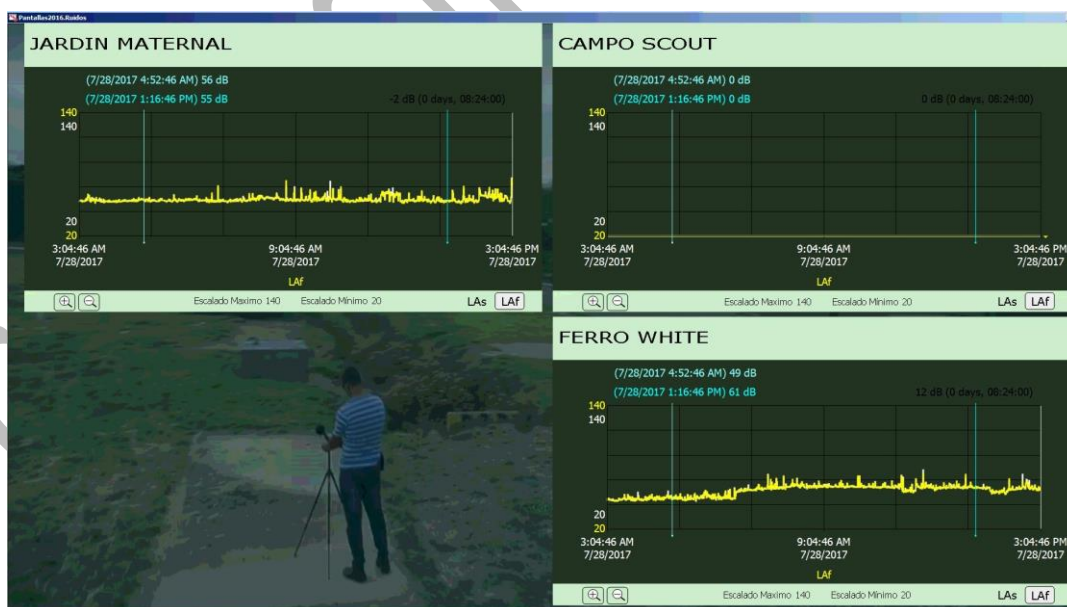 Pantallas2016.Ruidos
JARDIN MATERNAL
(7/28/2017 4:52:46 AM) 56 dB
(7/28/2017 1:16:46 PM) 55 dB
-2 dB (0 days, 08:24:00)
140
140
20
20
3:04:46 AM
7/28/2017
9:04:46 AM
7/28/2017
3:04:46 PM
7/28/2017
LAf
Escalado Maximo 140 Escalado Mínimo 20 LAs LAf
CAMPO SCOUT
(7/28/2017 4:52:46 AM) 0 dB
(7/28/2017 1:16:46 PM) 0 dB
0 dB (0 days, 08:24:00)
140
140
20
20
3:04:46 AM
7/28/2017
9:04:46 AM
7/28/2017
3:04:46 PM
7/28/2017
LAf
Escalado Maximo 140 Escalado Mínimo 20 LAs LAf
FERRO WHITE
(7/28/2017 4:52:46 AM) 49 dB
(7/28/2017 1:16:46 PM) 61 dB
12 dB (0 days, 08:24:00)
140
140
20
20
3:04:46 AM
7/28/2017
9:04:46 AM
7/28/2017
3:04:46 PM
7/28/2017
LAf
Escalado Maximo 140 Escalado Mínimo 20 LAs LAf